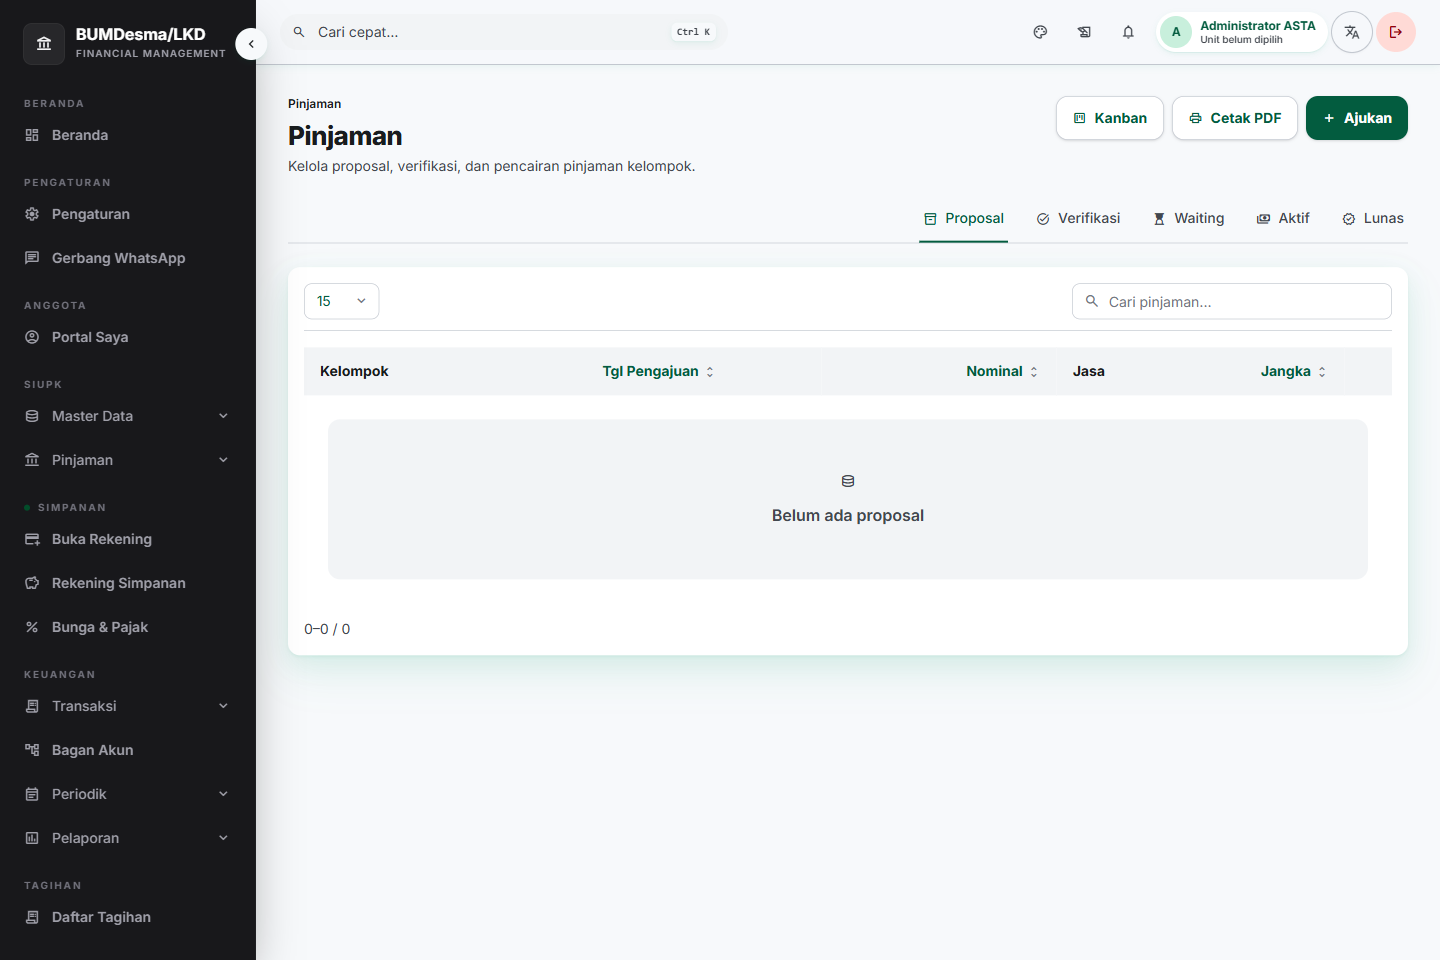 BUMDesma/LKD
FINANCIAL MANAGEMENT
BERANDA
Beranda
PENGATURAN
Pengaturan
Gerbang WhatsApp
ANGGOTA
Portal Saya
SIUPK
Master Data
Pinjaman
SIMPANAN
Buka Rekening
Rekening Simpanan
Bunga & Pajak
KEUANGAN
Transaksi
Bagan Akun
Periodik
Pelaporan
TAGIHAN
Daftar Tagihan
Cari cepat...
Ctrl K
A
Administrator ASTA
Unit belum dipilih
Pinjaman
Pinjaman
Kelola proposal, verifikasi, dan pencairan pinjaman kelompok.
Kanban
Cetak PDF
+ Ajukan
Proposal
Verifikasi
Waiting
Aktif
Lunas
15
Cari pinjaman...
Kelompok
Tgl Pengajuan
Nominal
Jasa
Jangka
Belum ada proposal
0–0 / 0